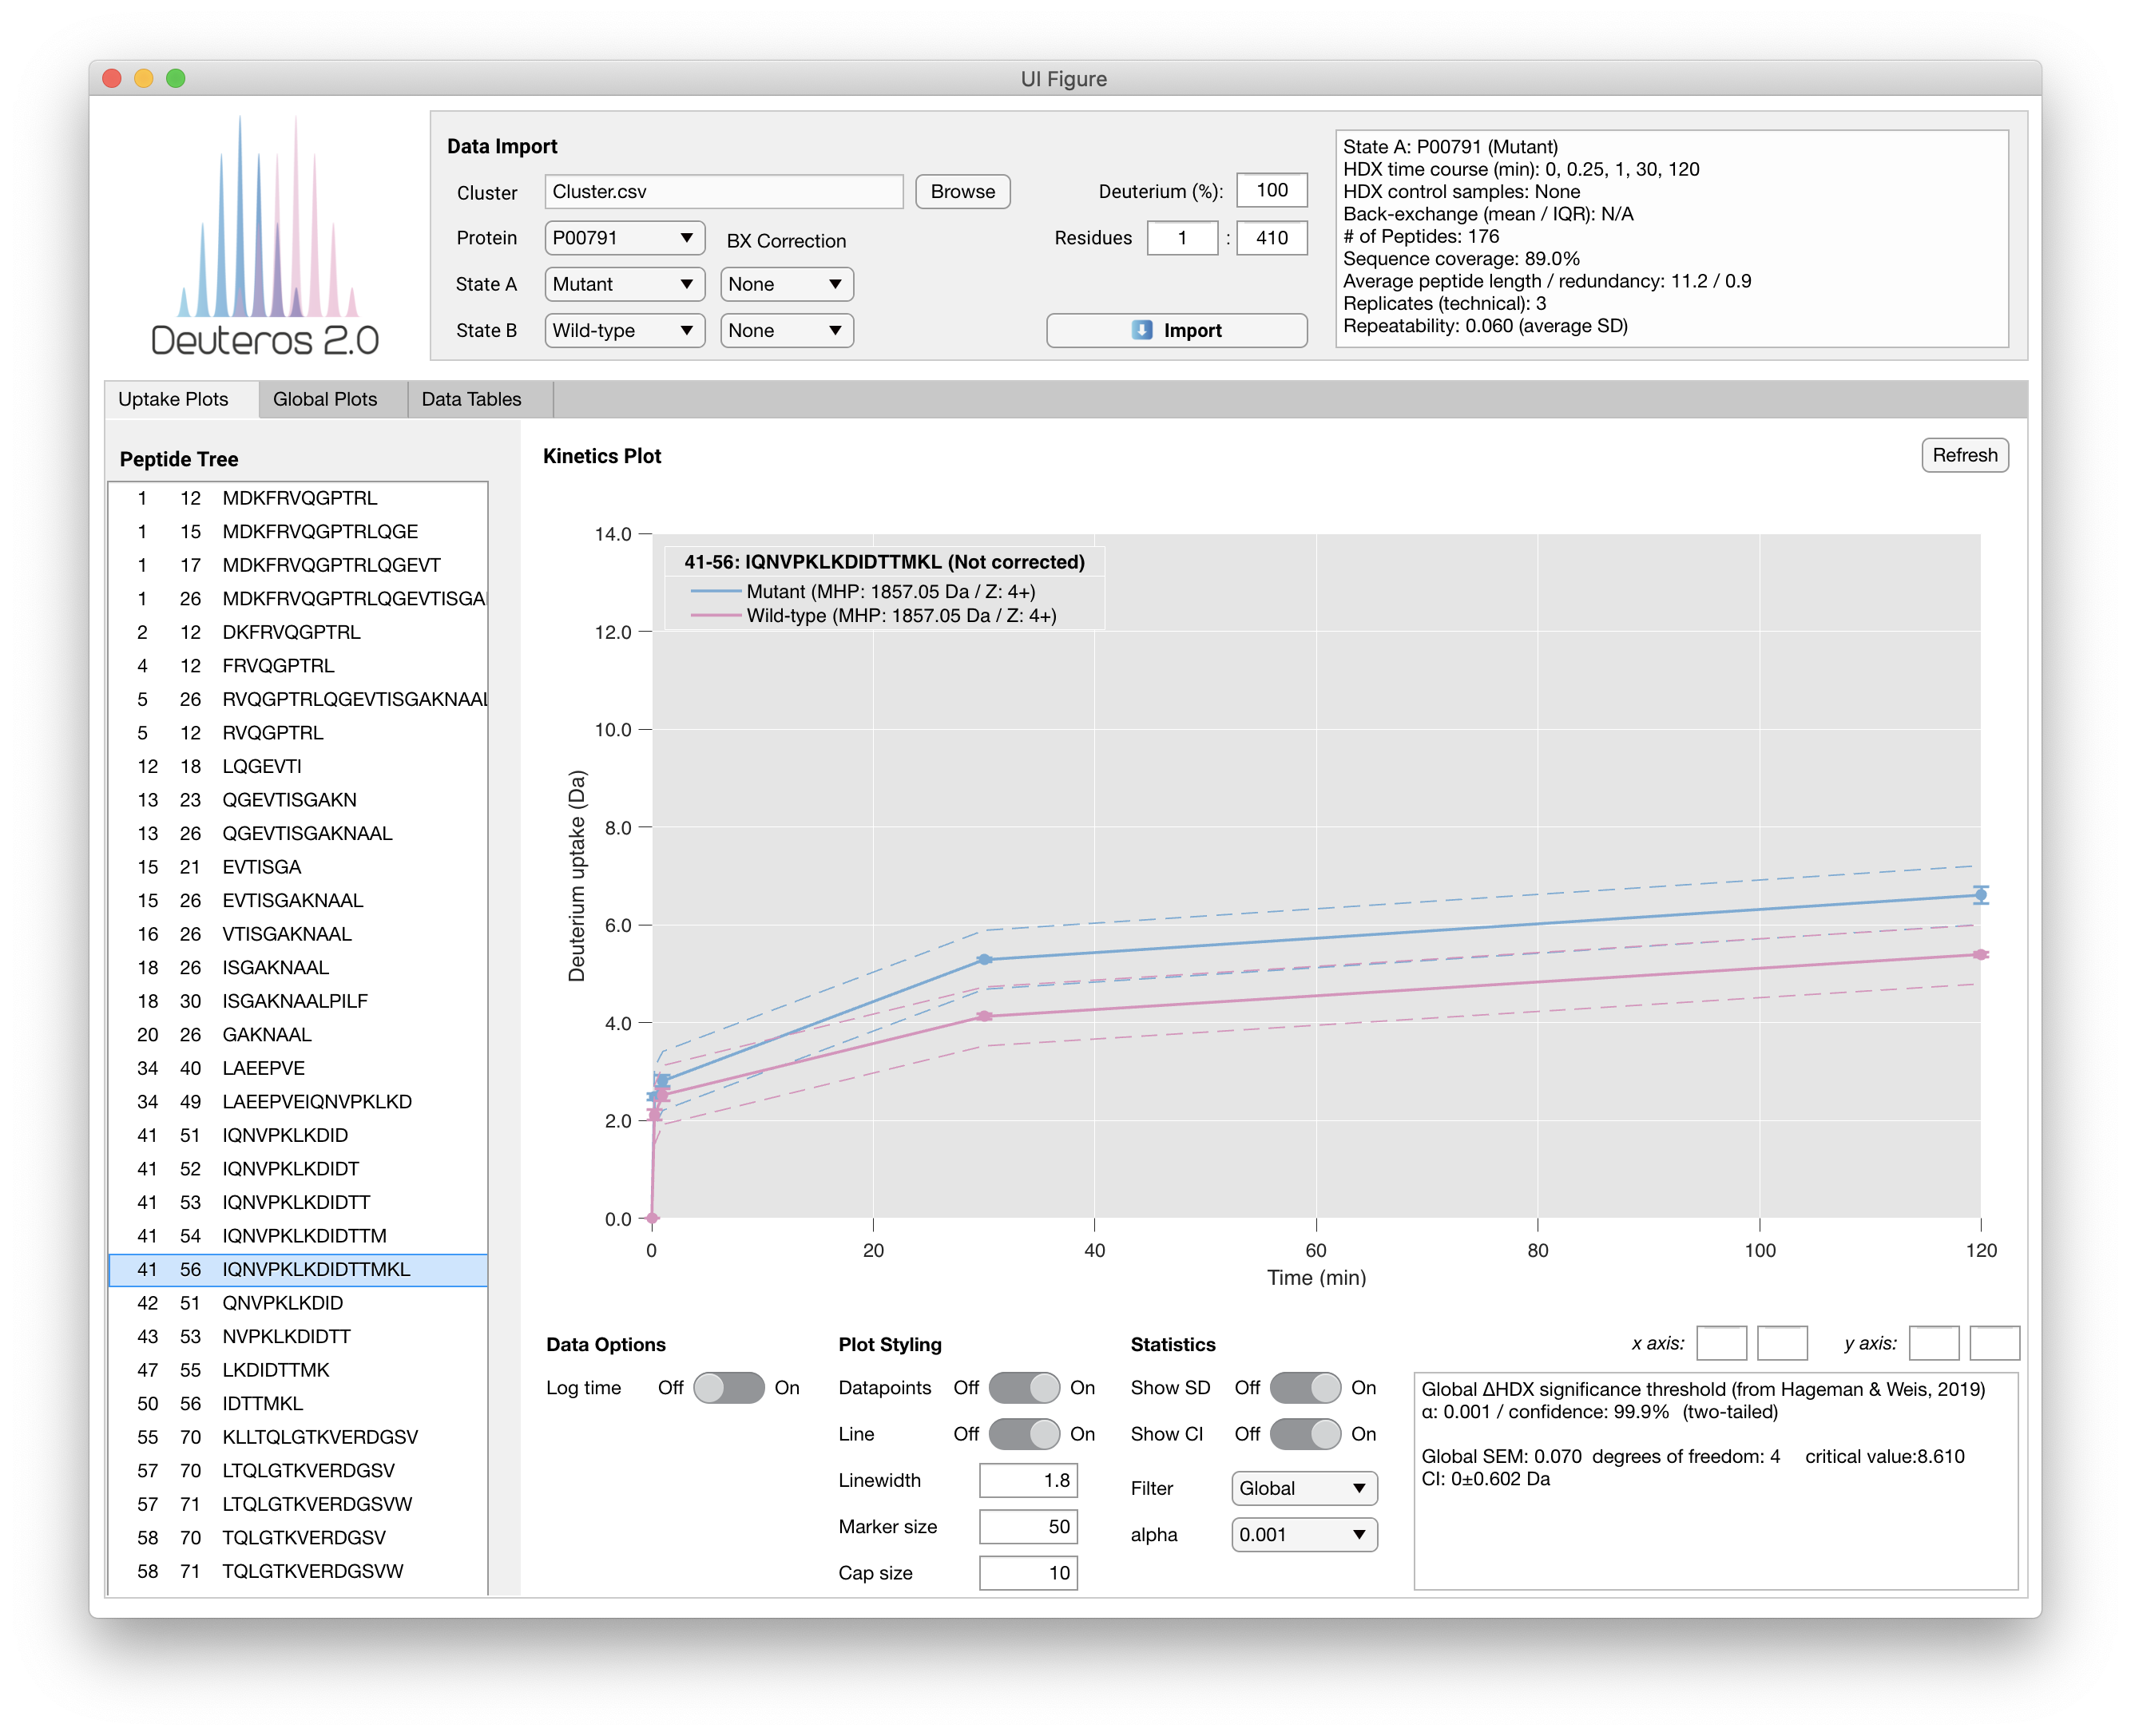 UI Figure
Deuteros 2.0
Data Import
Cluster Cluster.csv Browse
Deuterium (%): 100
Protein P00791 BX Correction
Residues 1 : 410
State A Mutant None
State B Wild-type None
Import
State A: P00791 (Mutant)
HDX time course (min): 0, 0.25, 1, 30, 120
HDX control samples: None
Back-exchange (mean / IQR): N/A
# of Peptides: 176
Sequence coverage: 89.0%
Average peptide length / redundancy: 11.2 / 0.9
Replicates (technical): 3
Repeatability: 0.060 (average SD)
Uptake Plots Global Plots Data Tables
Peptide Tree
1 12 MDKFRVQGPTRL
1 15 MDKFRVQGPTRLQGE
1 17 MDKFRVQGPTRLQGEVT
1 26 MDKFRVQGPTRLQGEVTISGA
2 12 DKFRVQGPTRL
4 12 FRVQGPTRL
5 26 RVQGPTRLQGEVTISGAKNAAL
5 12 RVQGPTRL
12 18 LQGEVTI
13 23 QGEVTISGAKN
13 26 QGEVTISGAKNAAL
15 21 EVTISGA
15 26 EVTISGAKNAAL
16 26 VTISGAKNAAL
18 26 ISGAKNAAL
18 30 ISGAKNAALPILF
20 26 GAKNAAL
34 40 LAEEPVE
34 49 LAEEPVEIQNVPKLKD
41 51 IQNVPKLKDID
41 52 IQNVPKLKDIDT
41 53 IQNVPKLKDIDTT
41 54 IQNVPKLKDIDTTM
41 56 IQNVPKLKDIDTTMKL
42 51 QNVPKLKDID
43 53 NVPKLKDIDTT
47 55 LKDIDTTMK
50 56 IDTTMKL
55 70 KLLTQLGTKVERDGSV
57 70 LTQLGTKVERDGSV
57 71 LTQLGTKVERDGSVW
58 70 TQLGTKVERDGSV
58 71 TQLGTKVERDGSVW
Kinetics Plot
Refresh
41-56: IQNVPKLKDIDTTMKL (Not corrected)
Mutant (MHP: 1857.05 Da / Z: 4+)
Wild-type (MHP: 1857.05 Da / Z: 4+)
14.0
12.0
10.0
8.0
6.0
4.0
2.0
0.0
Deuterium uptake (Da)
0 20 40 60 80 100 120
Time (min)
x axis: y axis:
Data Options
Log time Off On
Plot Styling
Datapoints Off On
Line Off On
Linewidth 1.8
Marker size 50
Cap size 10
Statistics
Show SD Off On
Show CI Off On
Filter Global
alpha 0.001
Global ΔHDX significance threshold (from Hageman & Weis, 2019)
α: 0.001 / confidence: 99.9% (two-tailed)
Global SEM: 0.070 degrees of freedom: 4 critical value:8.610
CI: 0±0.602 Da